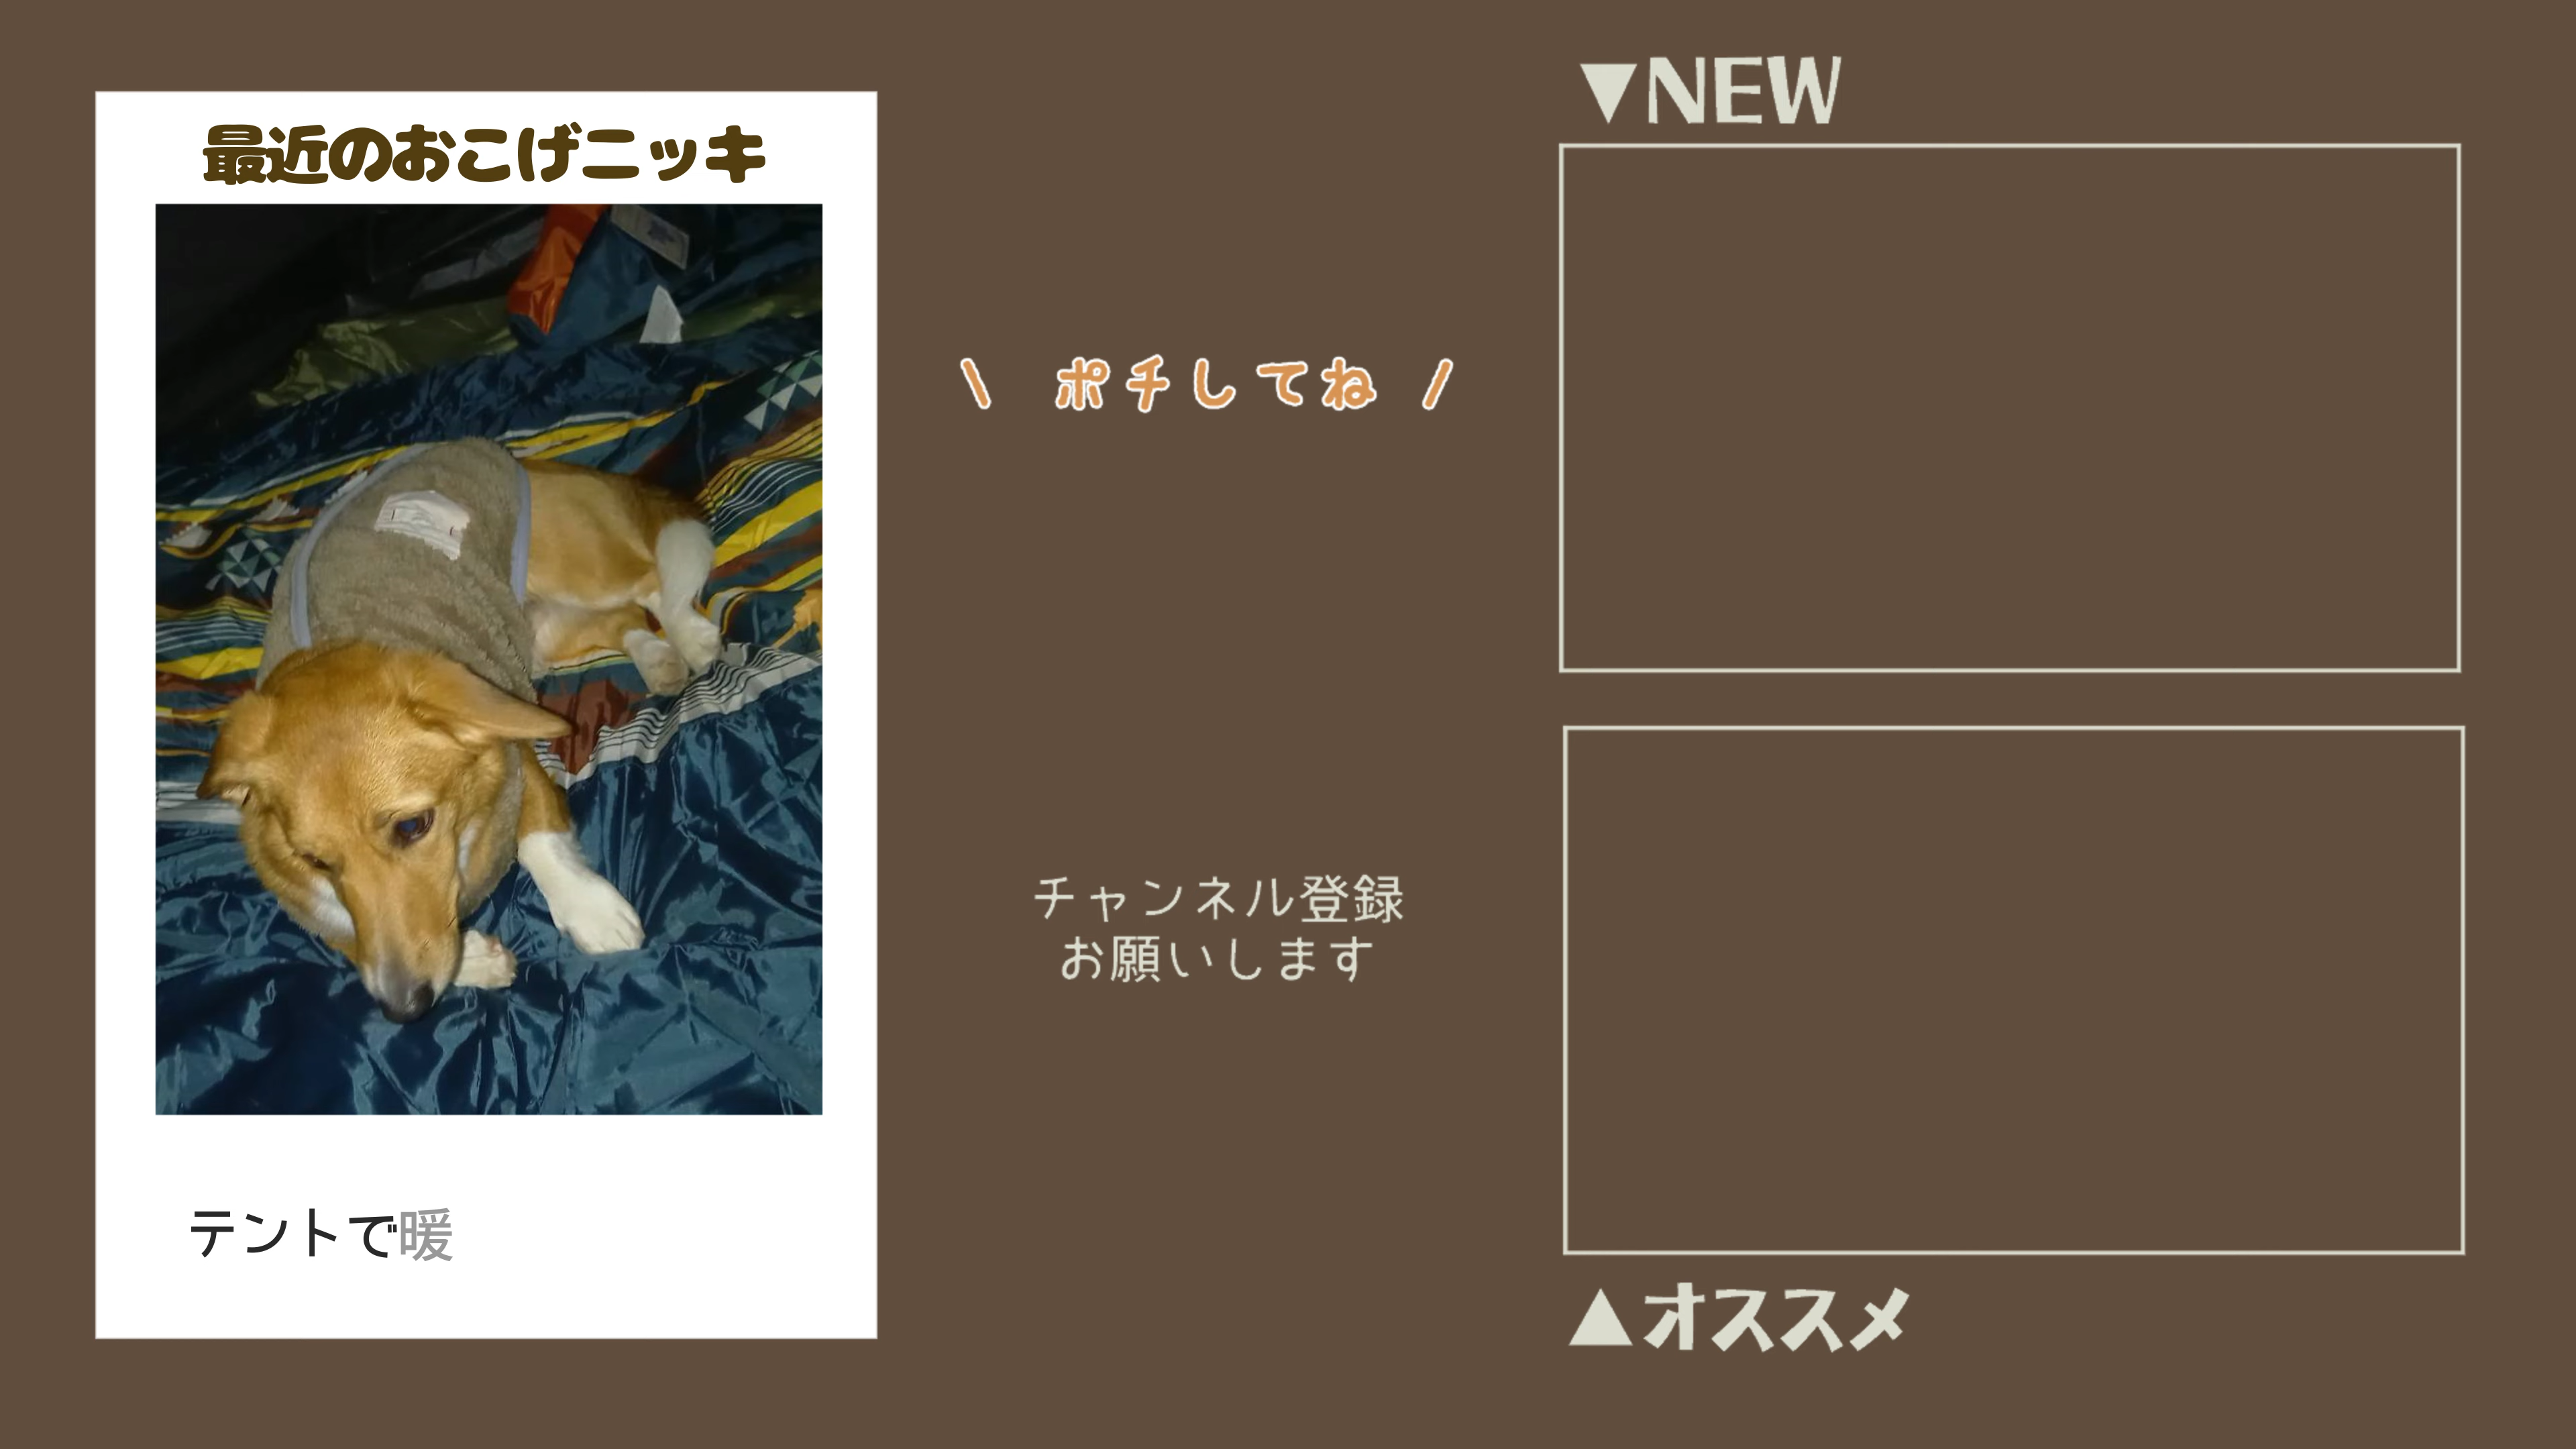 最近のおこげニッキ
テントで暖
\ ポチしてね /
チャンネル登録
お願いします
▼NEW
▲オススメ